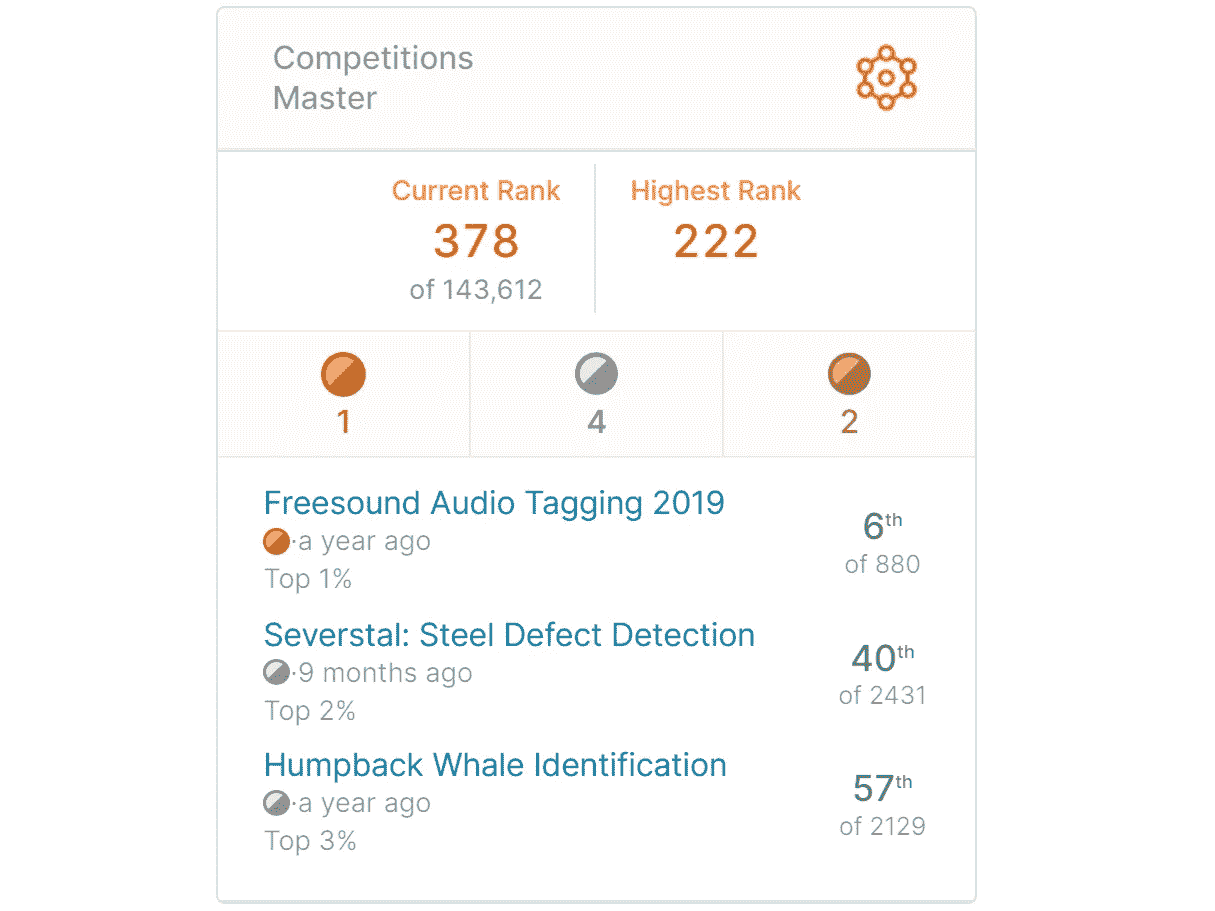 Competitions
Master
Current Rank
378
of 143,612
Highest Rank
222
1
4
2
Freesound Audio Tagging 2019
·a year ago
Top 1%
6th
of 880
Severstal: Steel Defect Detection
·9 months ago
Top 2%
40th
of 2431
Humpback Whale Identification
·a year ago
Top 3%
57th
of 2129